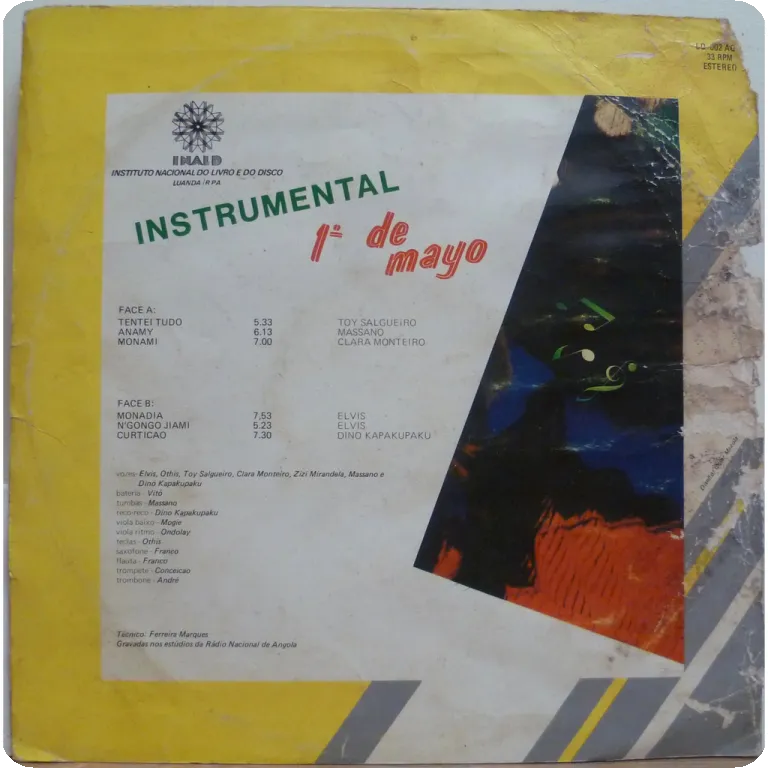 33 RPM
ESTEREO
INALD
INSTITUTO NACIONAL DO LIVRO E DO DISCO
LUANDA / R P A
INSTRUMENTAL
1º de mayo
FACE A:
TENTEI TUDO 5.33 TOY SALGUEIRO
ANAMY 6.13 MASSANO
MONAMI 7.00 CLARA MONTEIRO
FACE B:
MONADIA 7,53 ELVIS
N'GONGO JIAMI 5.23 ELVIS
CURTICAO 7.30 DINO KAPAKUPAKU
vozes- Elvis, Othis, Toy Salgueiro, Clara Monteiro, Zizi Mirandela, Massano e
Dino Kapakupaku
bateria - Vitó
tumbas - Massano
reco-reco - Dino Kapakupaku
viola baixo - Mogie
viola ritmo - Ondolay
teclas - Othis
saxofone - Franco
flauta - Franco
trompete - Conceicao
trombone - André
Técnico: Ferreira Marques
Gravadas nos estúdios da Rádio Nacional de Angola